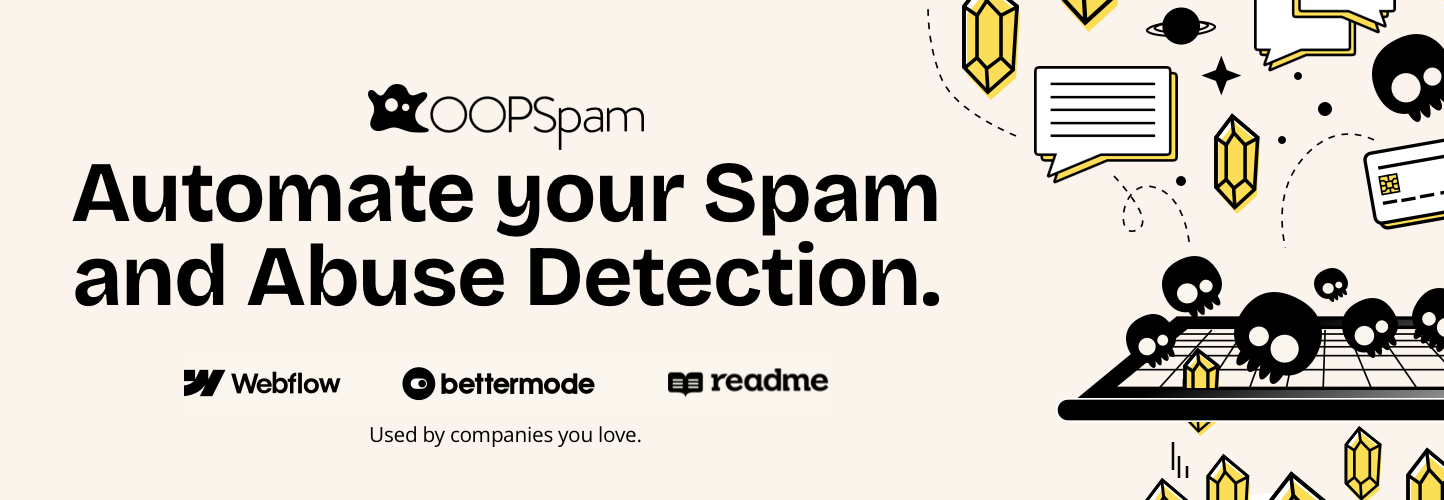 OOPSpam
Automate your Spam
and Abuse Detection.
Webflow bettermode readme
Used by companies you love.